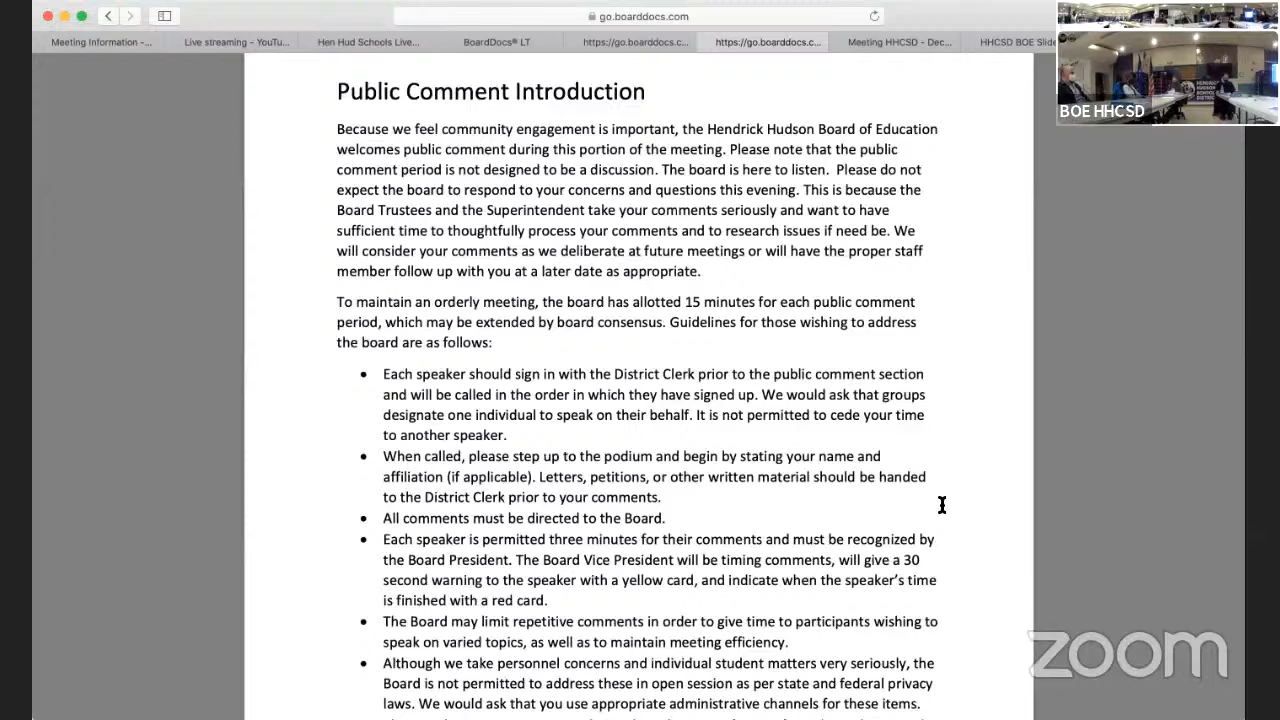 go.boarddocs.com
Meeting Information -... Live streaming - YouTu... Hen Hud Schools Live... BoardDocs® LT https://go.boarddocs.c... https://go.boarddocs.c... Meeting HHCSD - Dec... HHCSD BOE Slide
BOE HHCSD
Public Comment Introduction
Because we feel community engagement is important, the Hendrick Hudson Board of Education
welcomes public comment during this portion of the meeting. Please note that the public
comment period is not designed to be a discussion. The board is here to listen.  Please do not
expect the board to respond to your concerns and questions this evening. This is because the
Board Trustees and the Superintendent take your comments seriously and want to have
sufficient time to thoughtfully process your comments and to research issues if need be. We
will consider your comments as we deliberate at future meetings or will have the proper staff
member follow up with you at a later date as appropriate.
To maintain an orderly meeting, the board has allotted 15 minutes for each public comment
period, which may be extended by board consensus. Guidelines for those wishing to address
the board are as follows:
• Each speaker should sign in with the District Clerk prior to the public comment section
and will be called in the order in which they have signed up. We would ask that groups
designate one individual to speak on their behalf. It is not permitted to cede your time
to another speaker.
• When called, please step up to the podium and begin by stating your name and
affiliation (if applicable). Letters, petitions, or other written material should be handed
to the District Clerk prior to your comments.
• All comments must be directed to the Board.
• Each speaker is permitted three minutes for their comments and must be recognized by
the Board President. The Board Vice President will be timing comments, will give a 30
second warning to the speaker with a yellow card, and indicate when the speaker's time
is finished with a red card.
• The Board may limit repetitive comments in order to give time to participants wishing to
speak on varied topics, as well as to maintain meeting efficiency.
• Although we take personnel concerns and individual student matters very seriously, the
Board is not permitted to address these in open session as per state and federal privacy
laws. We would ask that you use appropriate administrative channels for these items.
zoom